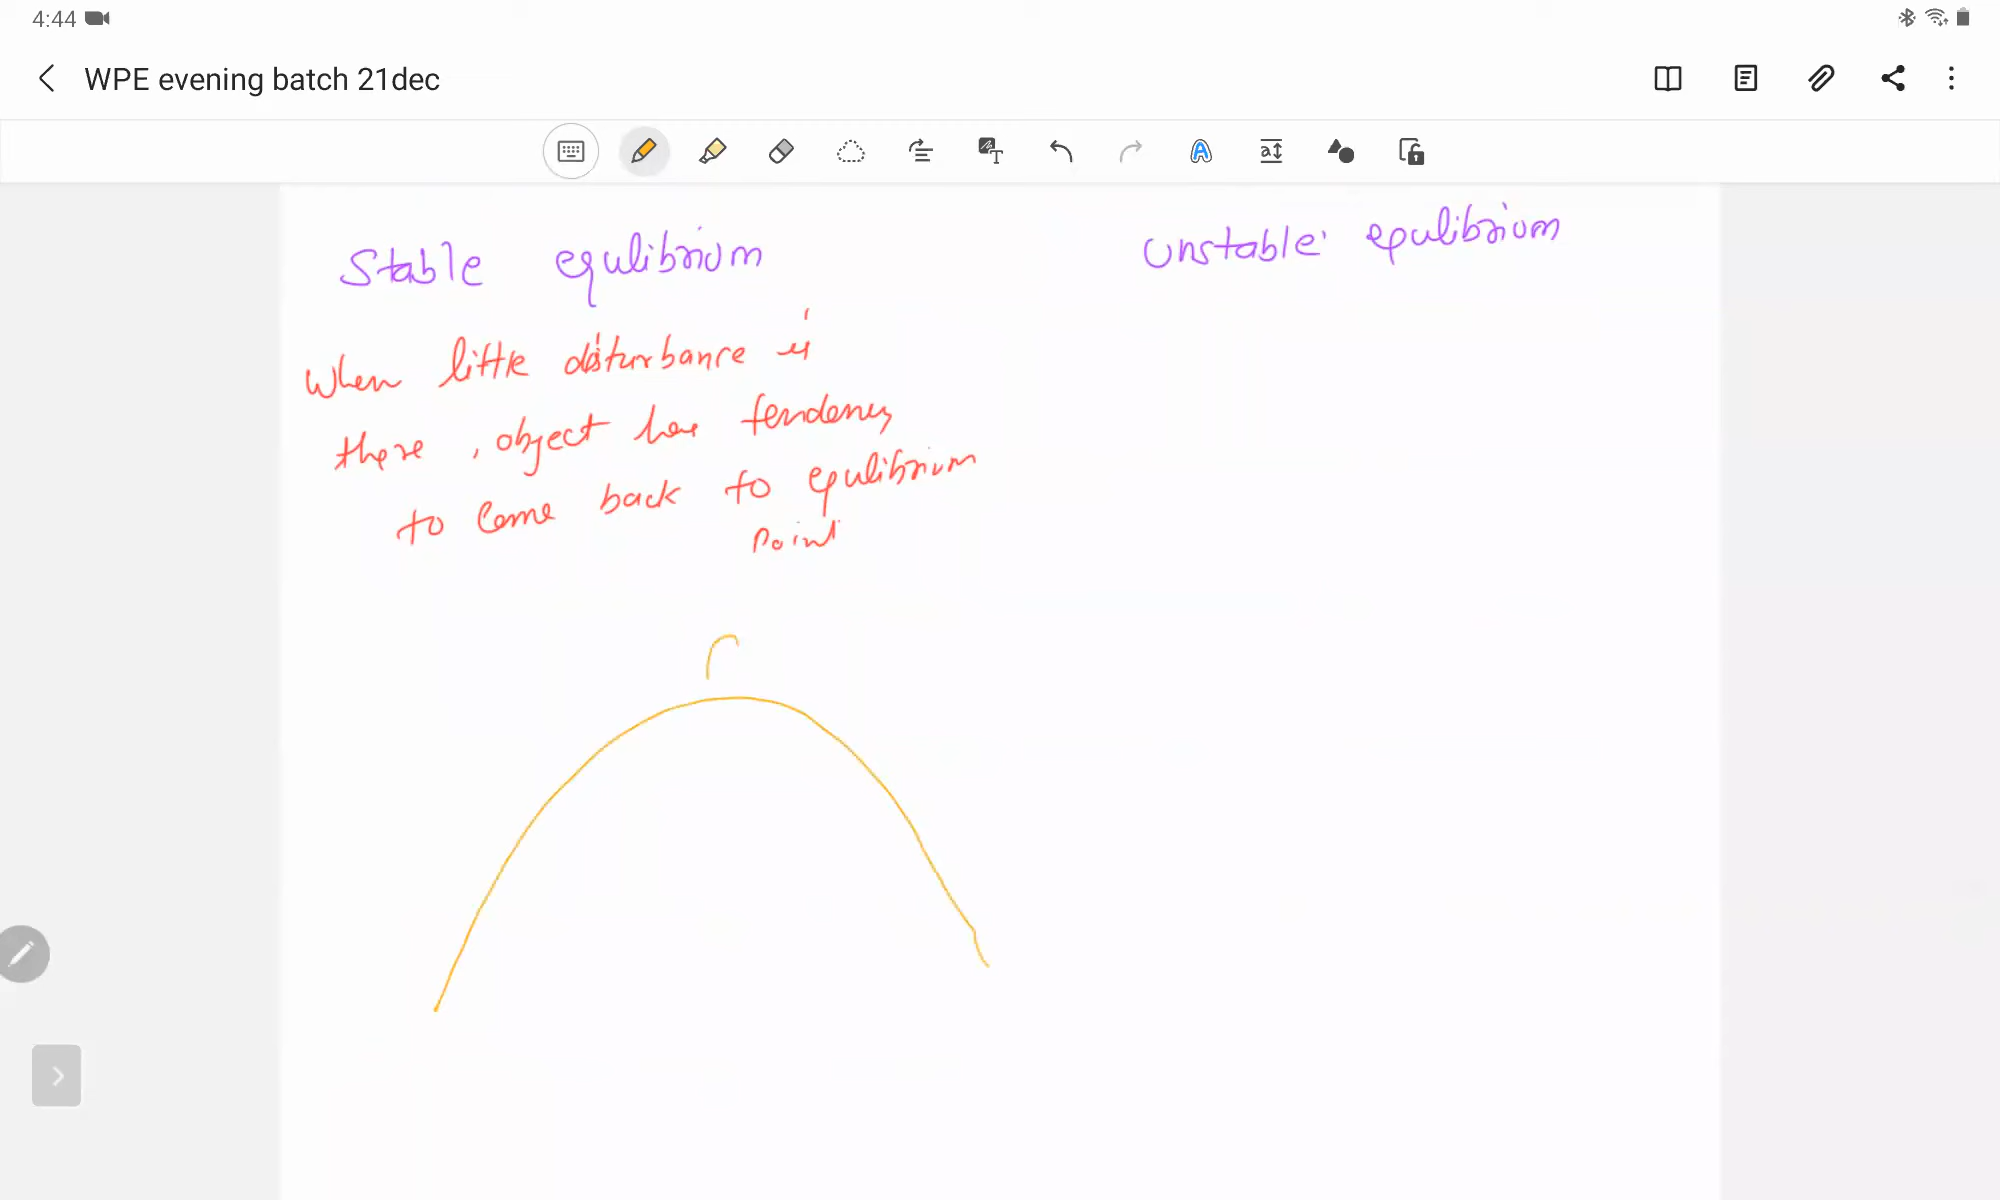 4:44
WPE evening batch 21dec
Stable equlibrium
unstable equlibrium
When little disturbance is
there, object has tendency
to come back to equlibrium
point